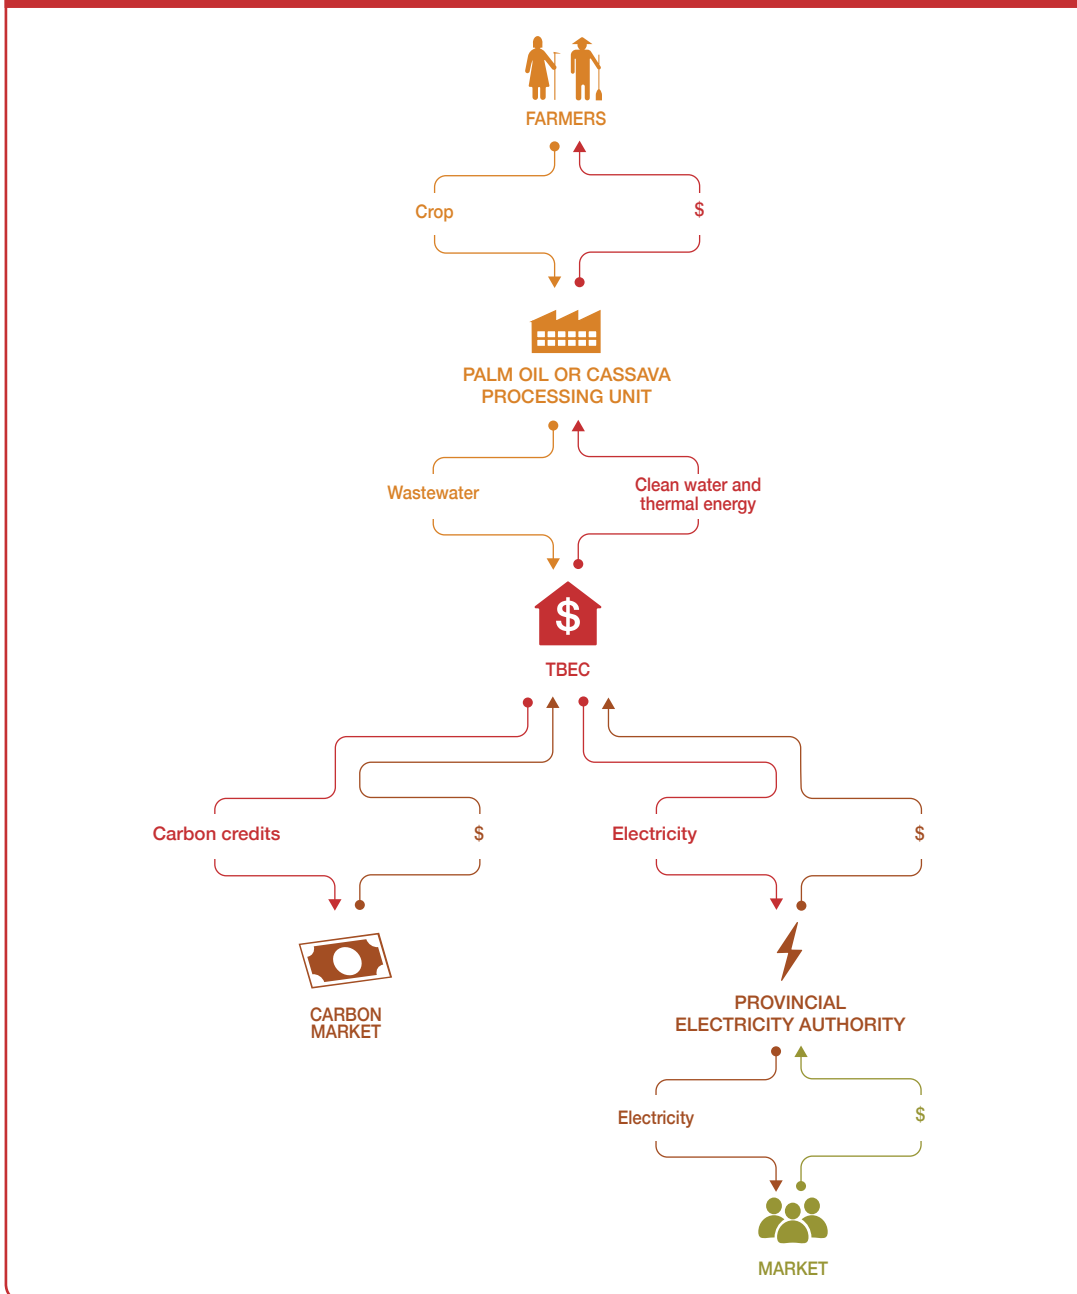 FARMERS
Crop
$
PALM OIL OR CASSAVA
PROCESSING UNIT
Wastewater
Clean water and
thermal energy
$
TBEC
Carbon credits
$
Electricity
$
CARBON
MARKET
PROVINCIAL
ELECTRICITY AUTHORITY
Electricity
$
MARKET